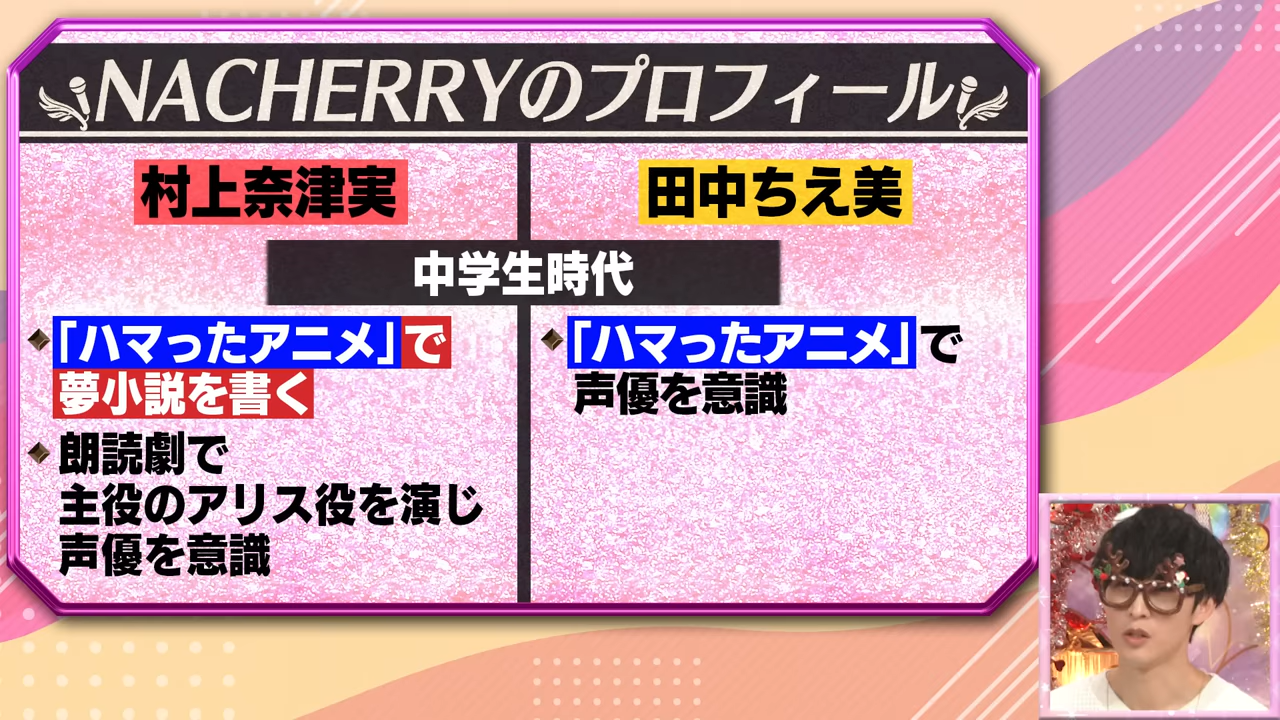 NACHERRYのプロフィール
村上奈津実
田中ちえ美
中学生時代
「ハマったアニメ」で
夢小説を書く
朗読劇で
主役のアリス役を演じ
声優を意識
「ハマったアニメ」で
声優を意識